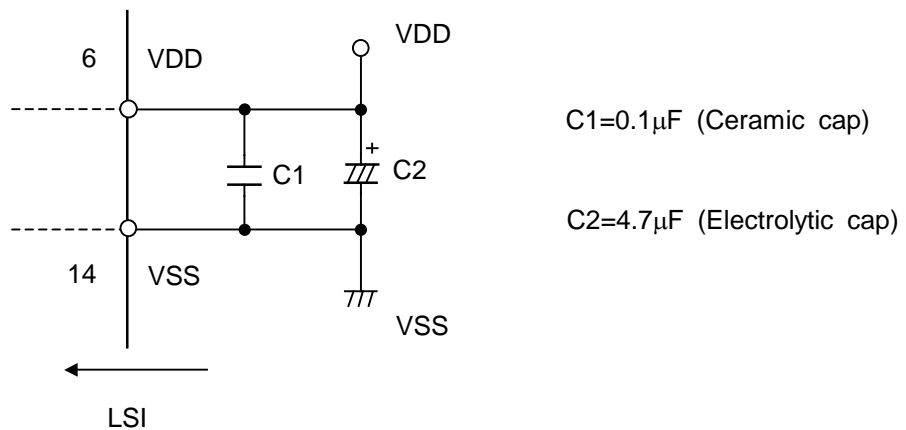 VDD
6 VDD
C1=0.1μF (Ceramic cap)
+
C1 C2
C2=4.7μF (Electrolytic cap)
14 VSS
VSS
LSI